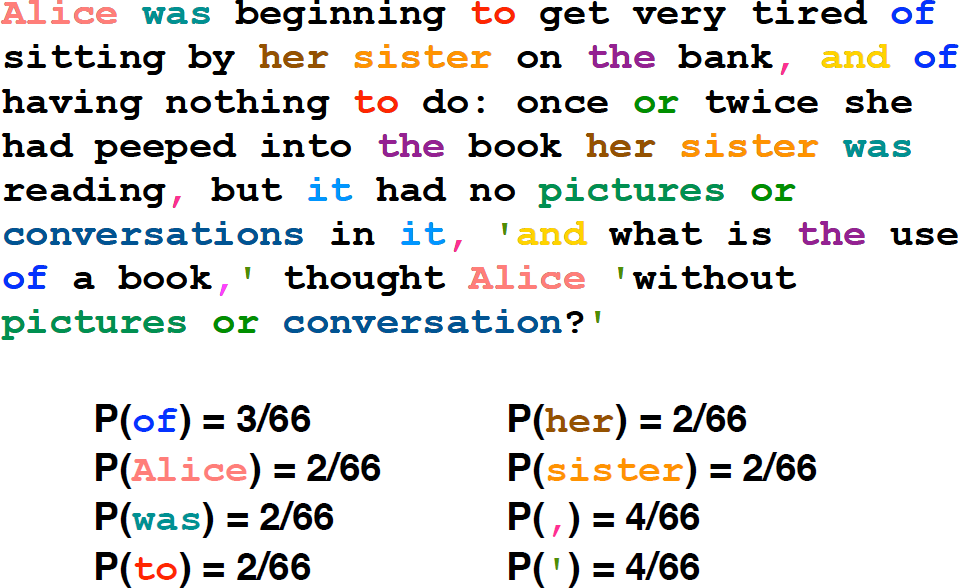 Alice was beginning to get very tired of
sitting by her sister on the bank, and of
having nothing to do: once or twice she
had peeped into the book her sister was
reading, but it had no pictures or
conversations in it, 'and what is the use
of a book,' thought Alice 'without
pictures or conversation?'
P(of) = 3/66
P(her) = 2/66
P(Alice) = 2/66
P(sister) = 2/66
P(was) = 2/66
P(,) = 4/66
P(to) = 2/66
P(') = 4/66